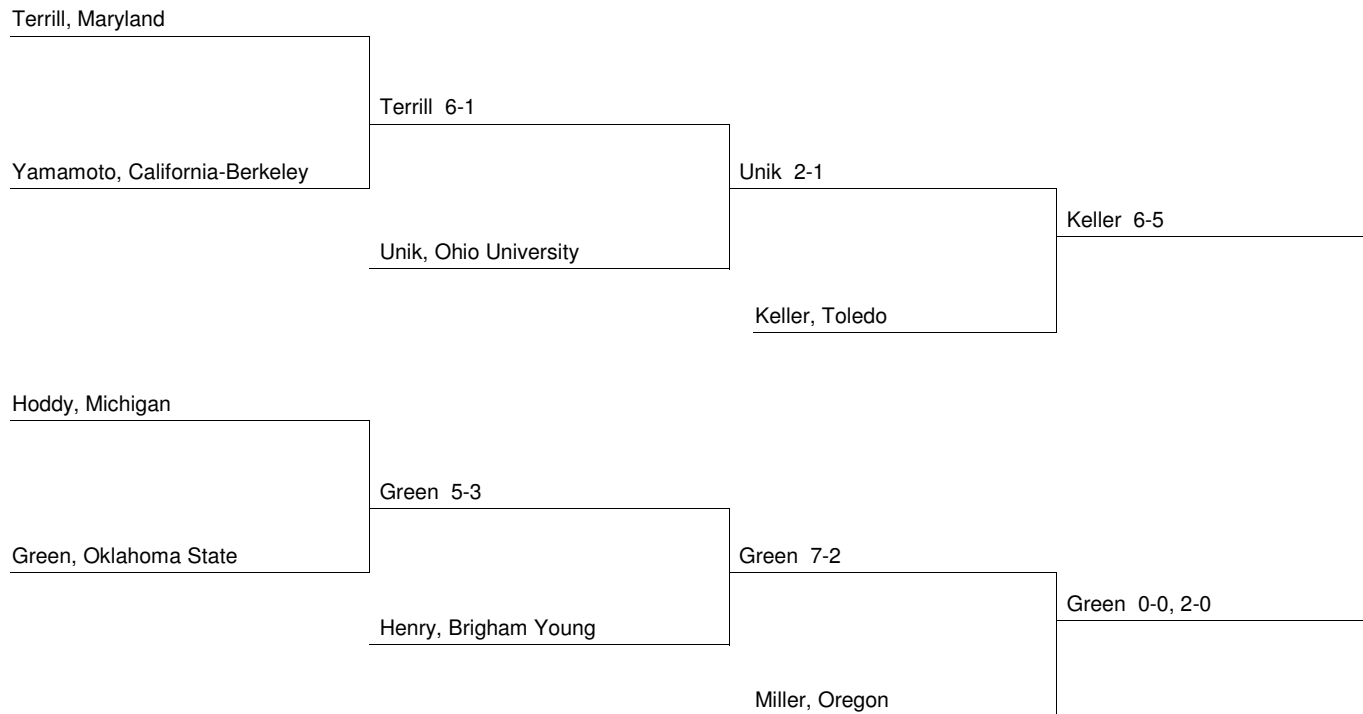 Terrill, Maryland
Terrill 6-1
Yamamoto, California-Berkeley
Unik 2-1
Keller 6-5
Unik, Ohio University
Keller, Toledo
Hoddy, Michigan
Green 5-3
Green, Oklahoma State
Green 7-2
Green 0-0, 2-0
Henry, Brigham Young
Miller, Oregon